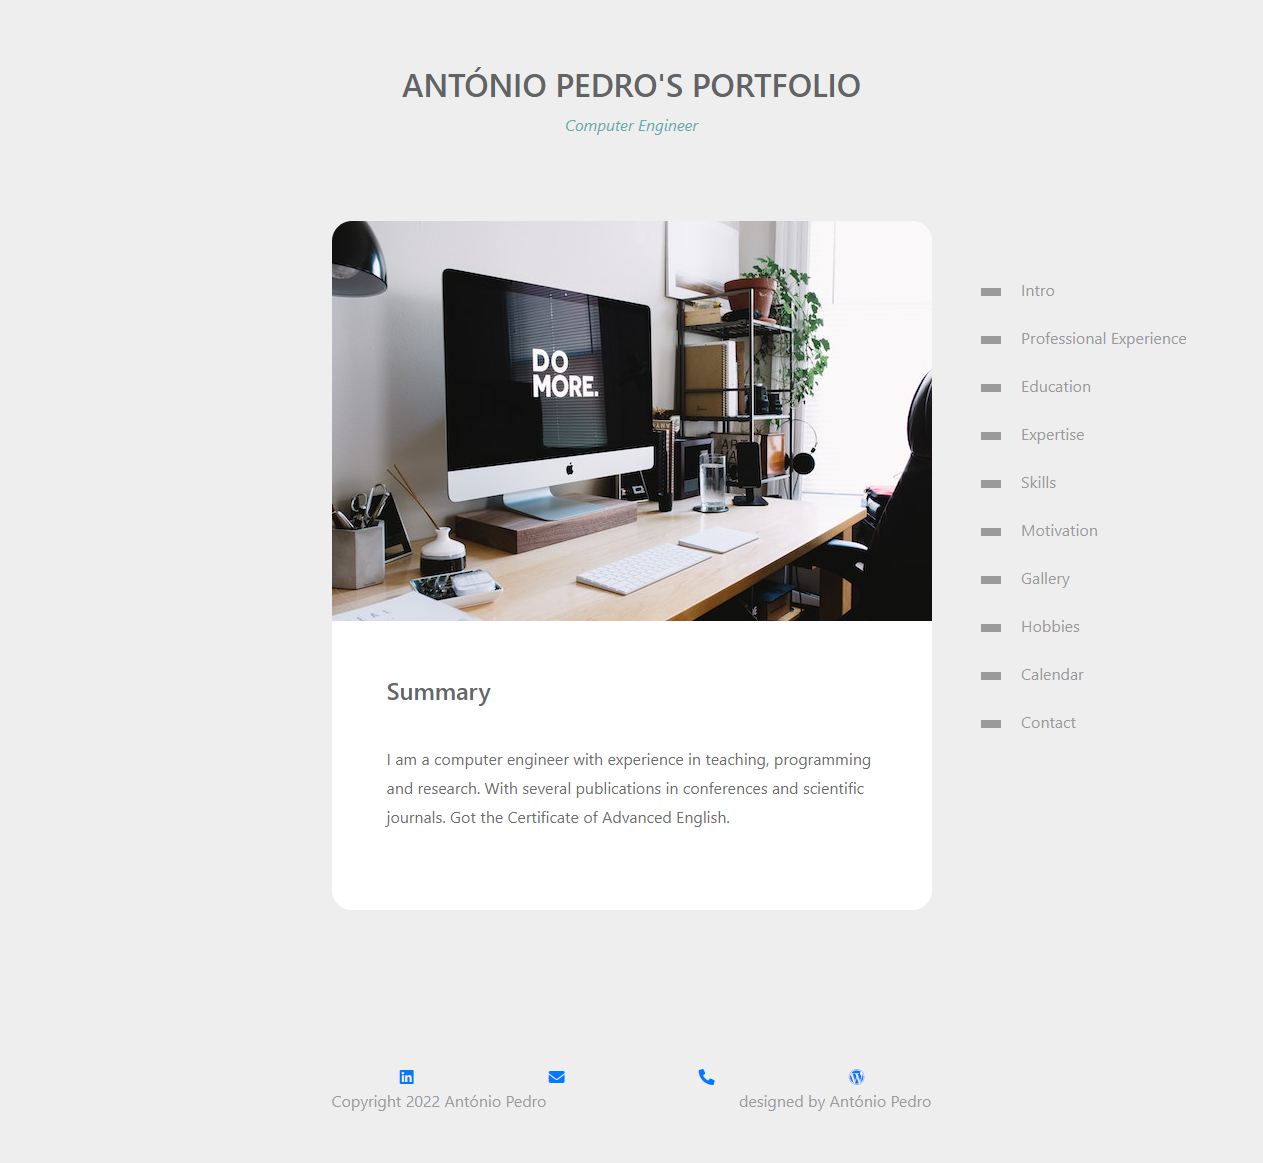 ANTÓNIO PEDRO'S PORTFOLIO
Computer Engineer
DO
MORE.
Intro
Professional Experience
Education
Expertise
Skills
Motivation
Gallery
Hobbies
Calendar
Contact
Summary
I am a computer engineer with experience in teaching, programming
and research. With several publications in conferences and scientific
journals. Got the Certificate of Advanced English.
Copyright 2022 António Pedro
designed by António Pedro